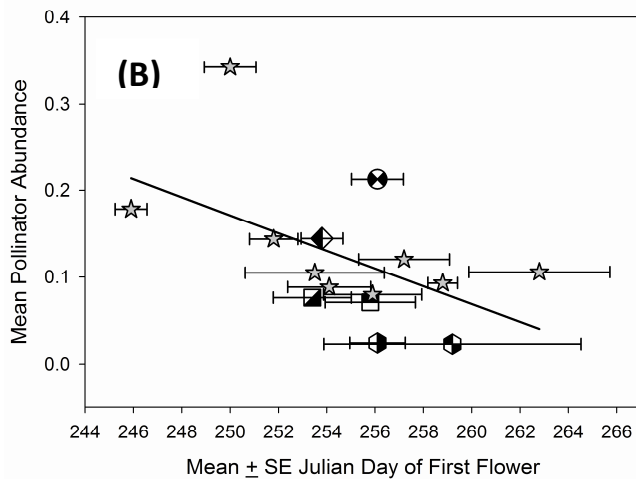 0.4
(B)
0.3
0.2
0.1
0.0
Mean Pollinator Abundance
244 246 248 250 252 254 256 258 260 262 264 266
Mean + SE Julian Day of First Flower